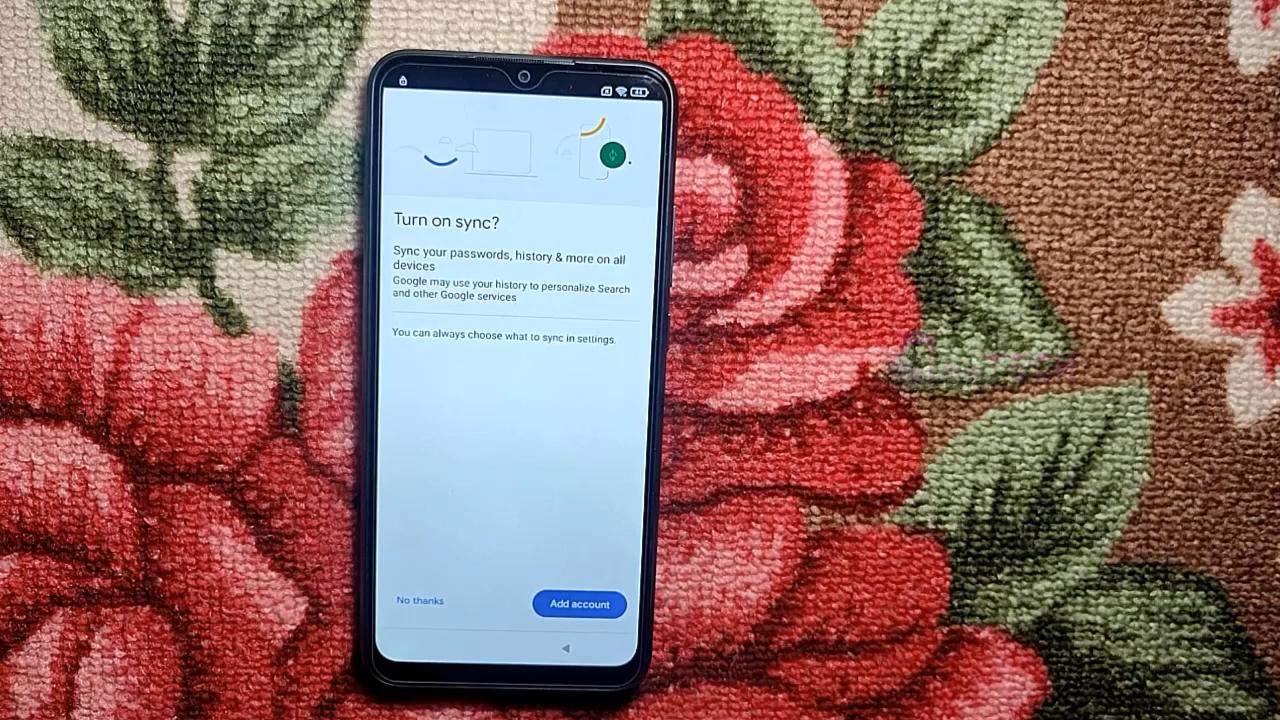 Turn on sync?
Sync your passwords, history & more on all
devices
Google may use your history to personalize Search
and other Google services
You can always choose what to sync in settings.
No thanks
Add account